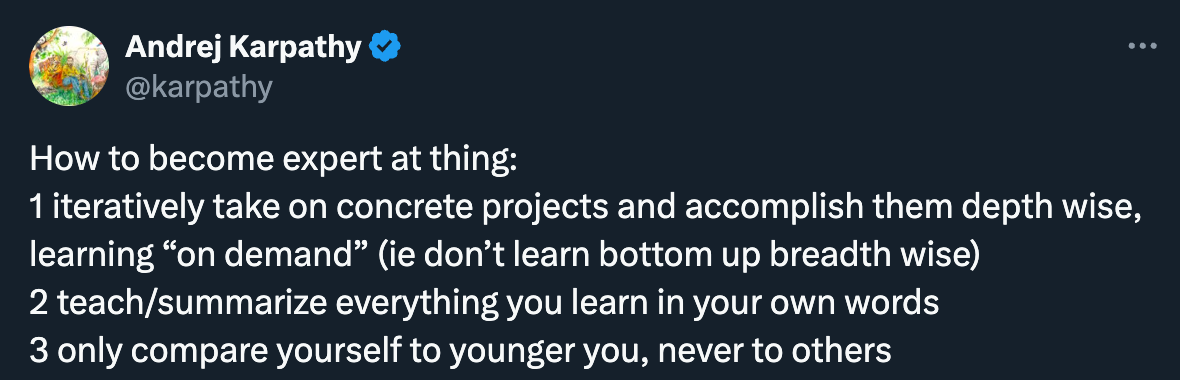 Andrej Karpathy
@karpathy
How to become expert at thing:
1 iteratively take on concrete projects and accomplish them depth wise,
learning “on demand” (ie don’t learn bottom up breadth wise)
2 teach/summarize everything you learn in your own words
3 only compare yourself to younger you, never to others